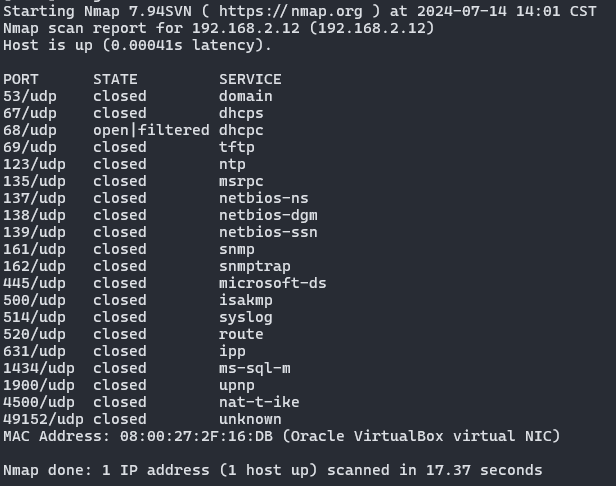 Starting Nmap 7.94SVN ( https://nmap.org ) at 2024-07-14 14:01 CST
Nmap scan report for 192.168.2.12 (192.168.2.12)
Host is up (0.00041s latency).

PORT      STATE         SERVICE
53/udp    closed        domain
67/udp    closed        dhcps
68/udp    open|filtered dhcpc
69/udp    closed        tftp
123/udp   closed        ntp
135/udp   closed        msrpc
137/udp   closed        netbios-ns
138/udp   closed        netbios-dgm
139/udp   closed        netbios-ssn
161/udp   closed        snmp
162/udp   closed        snmptrap
445/udp   closed        microsoft-ds
500/udp   closed        isakmp
514/udp   closed        syslog
520/udp   closed        route
631/udp   closed        ipp
1434/udp  closed        ms-sql-m
1900/udp  closed        upnp
4500/udp  closed        nat-t-ike
49152/udp closed        unknown
MAC Address: 08:00:27:2F:16:DB (Oracle VirtualBox virtual NIC)

Nmap done: 1 IP address (1 host up) scanned in 17.37 seconds